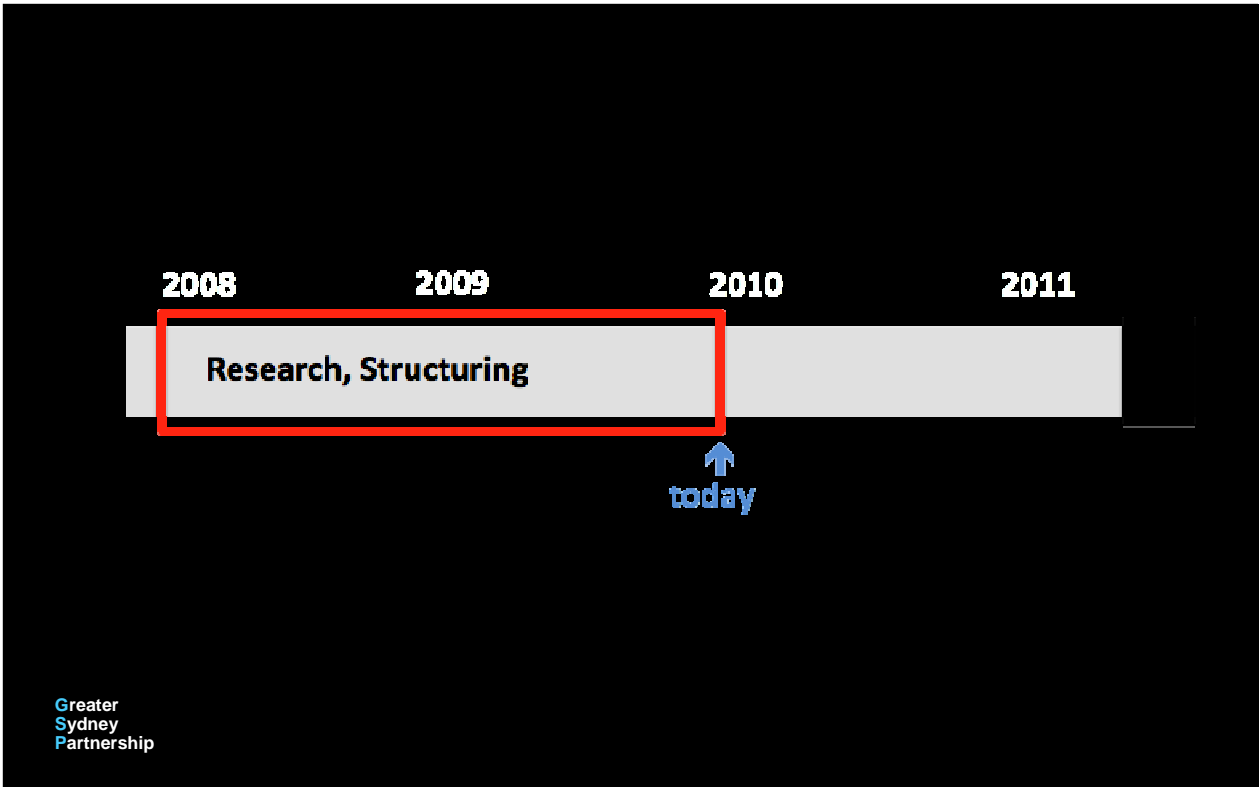 2008 2009 2010 2011
Research, Structuring
today
Greater
Sydney
Partnership